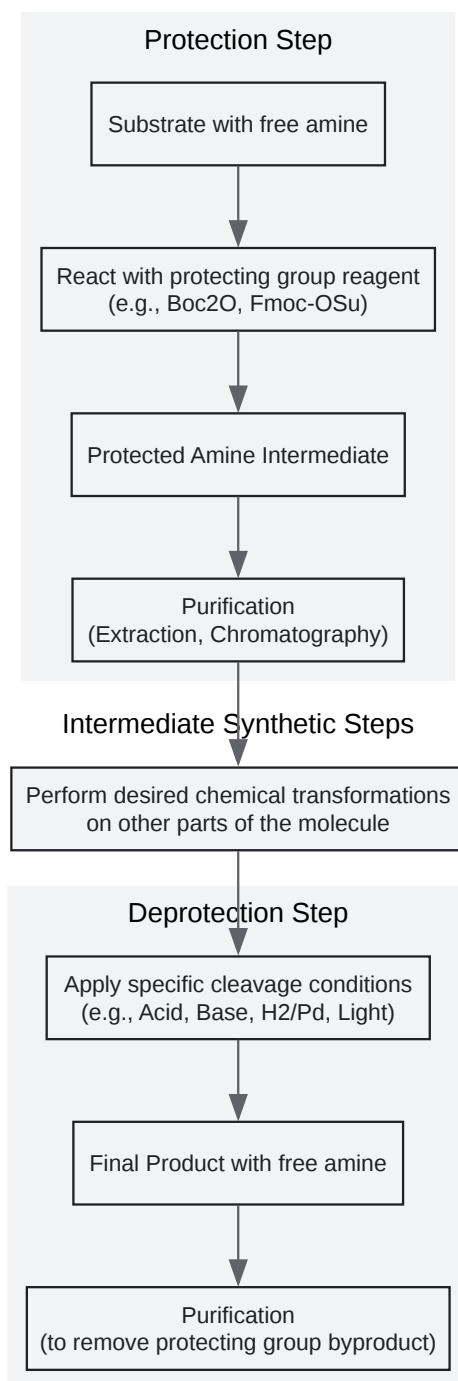 Protection Step
Substrate with free amine
React with protecting group reagent
(e.g., Boc2O, Fmoc-OSu)
Protected Amine Intermediate
Purification
(Extraction, Chromatography)
Intermediate Synthetic Steps
Perform desired chemical transformations
on other parts of the molecule
Deprotection Step
Apply specific cleavage conditions
(e.g., Acid, Base, H2/Pd, Light)
Final Product with free amine
Purification
(to remove protecting group byproduct)